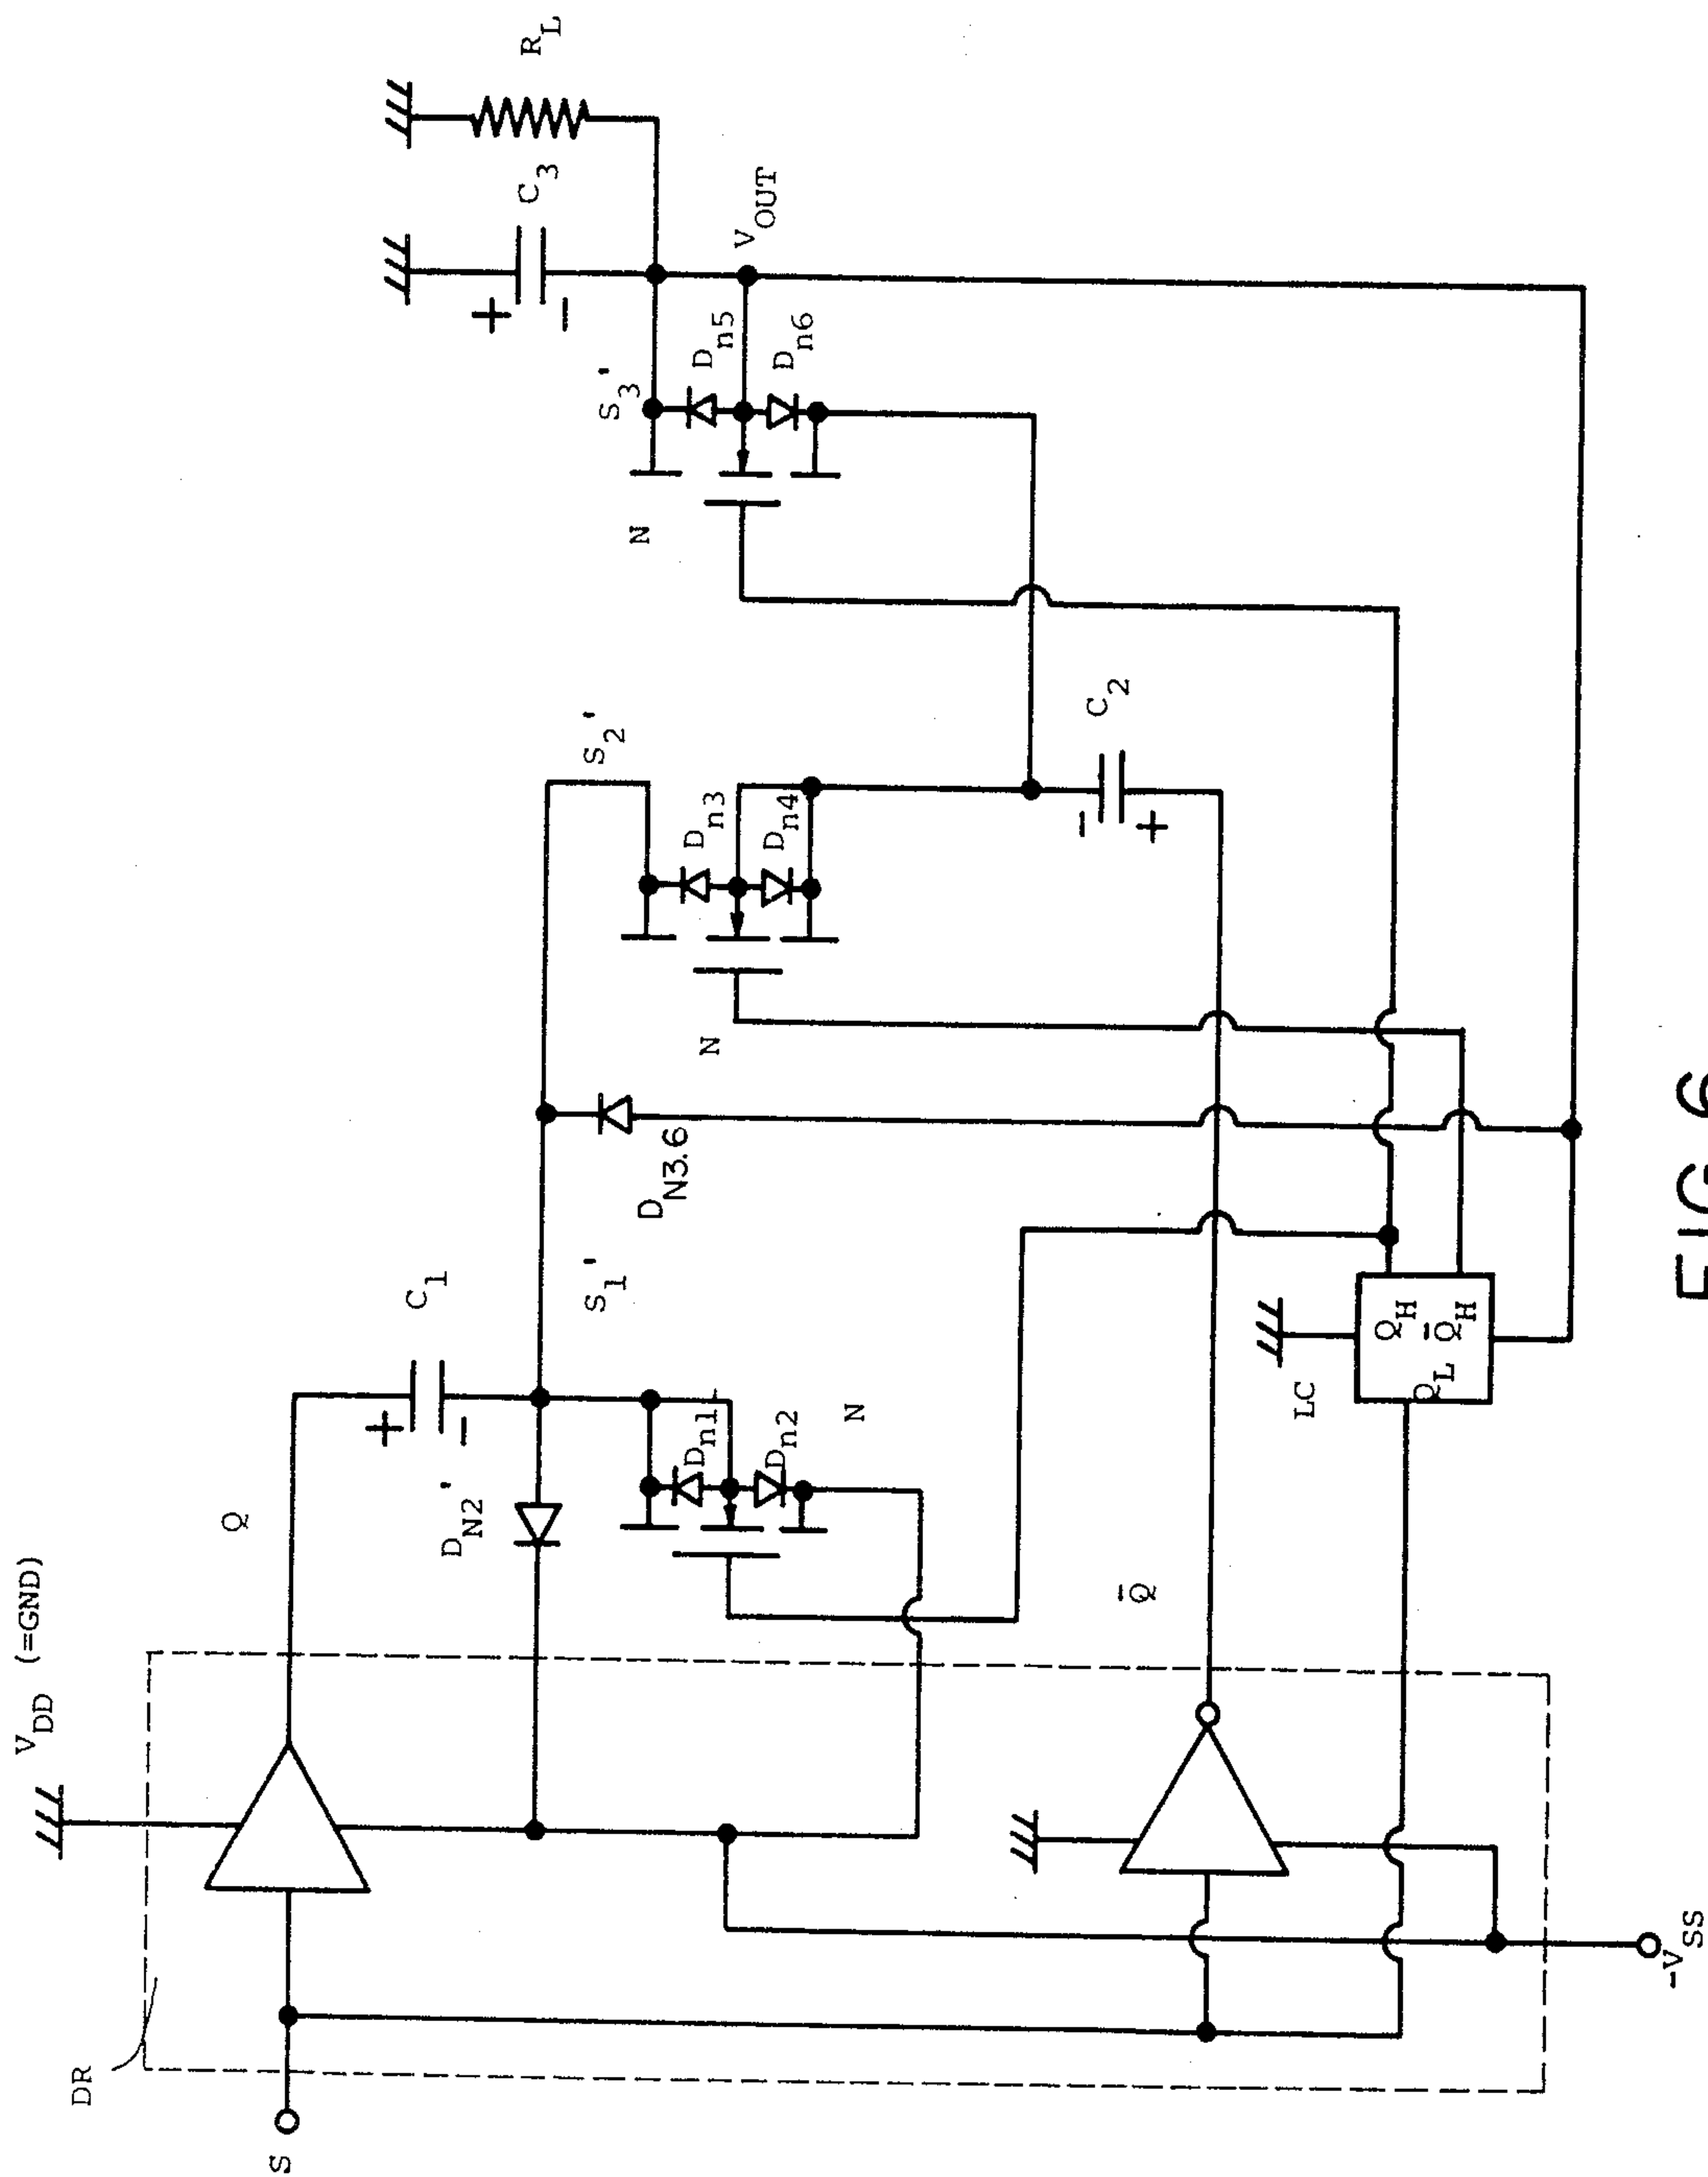 V_DD (=GND)
DR
S
Q
C_1
+
-
D_N2'
S_1'
D_n1
D_n2
N
D_N3.6
S_2'
D_n3
D_n4
N
S_3'
D_n5
D_n6
N
+
-
C_3
R_L
V_OUT
-
+
C_2
Q̄
LC
Q_H
Q̄_H
Q_L
-V_SS
FIG 6